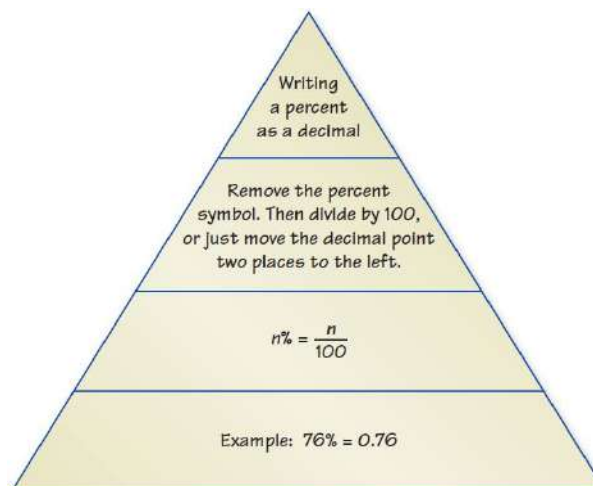 Writing
a percent
as a decimal
Remove the percent
symbol. Then divide by 100,
or just move the decimal point
two places to the left.
n% = n/100
Example: 76% = 0.76